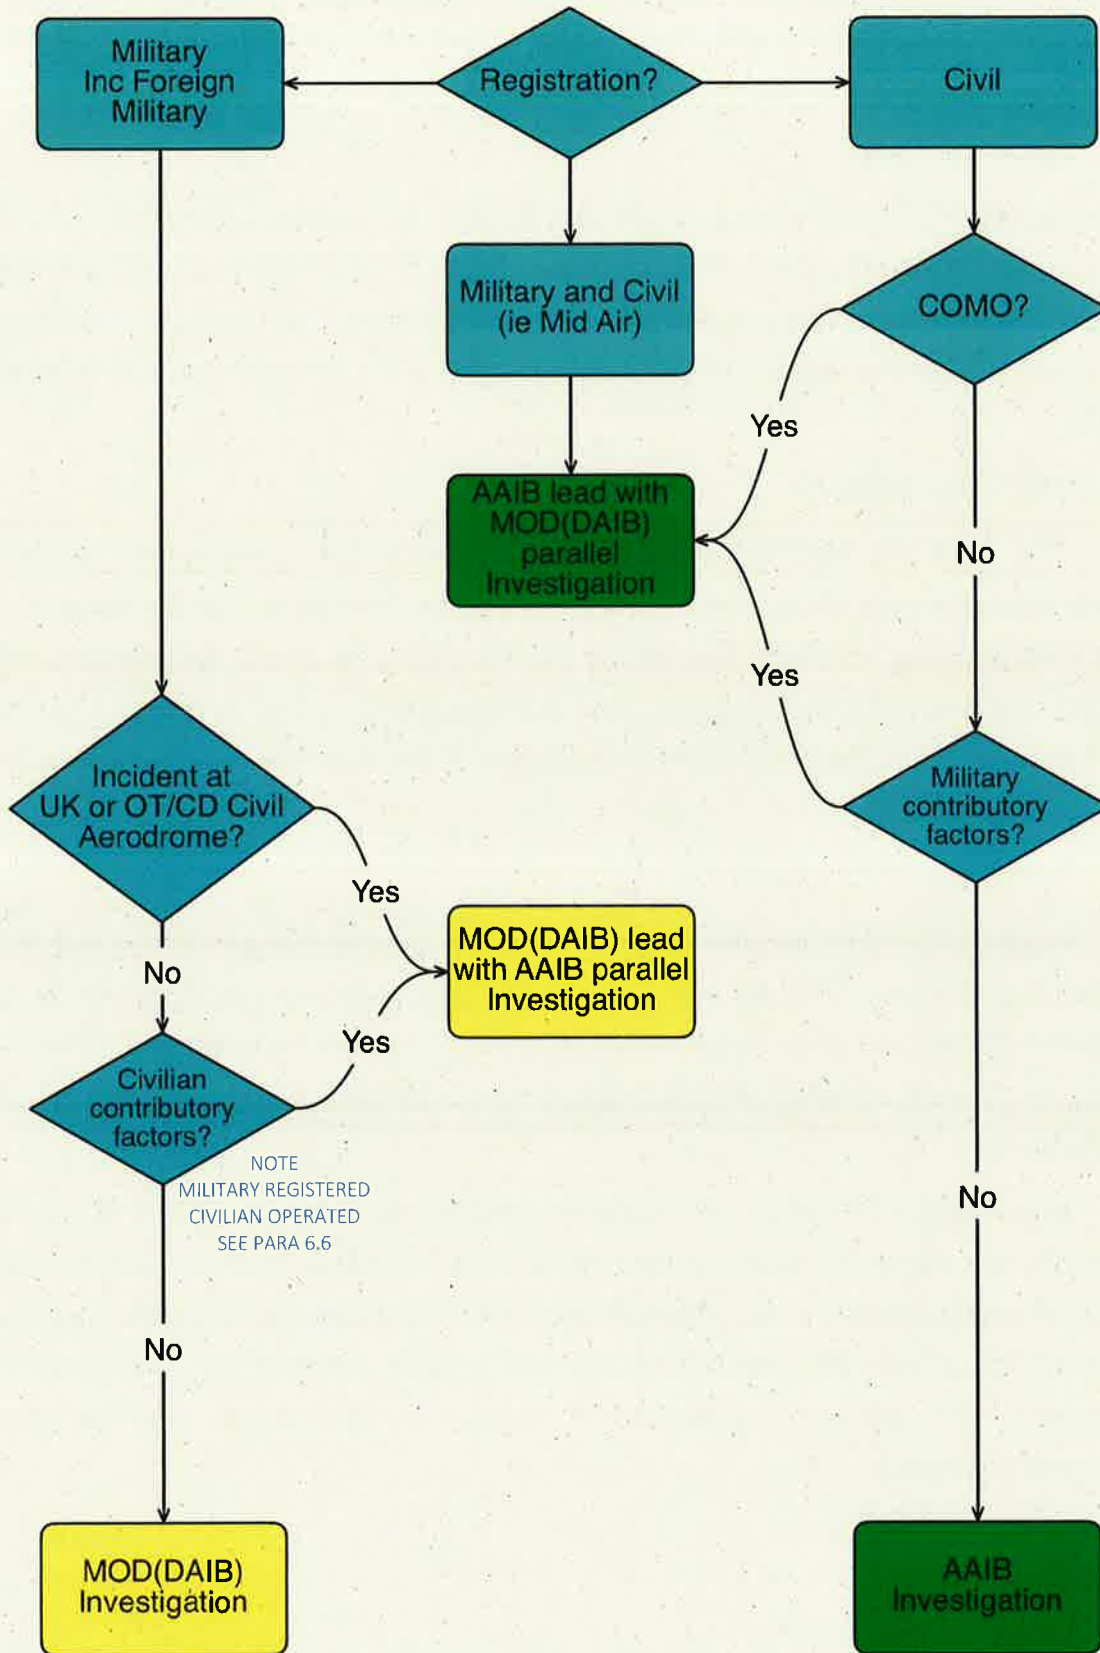 Military
Inc Foreign
Military
Registration?
Civil
Military and Civil
(ie Mid Air)
COMO?
Yes
AAIB lead with
MOD(DAIB)
parallel
Investigation
No
Yes
Incident at
UK or OT/CD Civil
Aerodrome?
Military
contributory
factors?
Yes
No
MOD(DAIB) lead
with AAIB parallel
Investigation
Yes
Civilian
contributory
factors?
NOTE
MILITARY REGISTERED
CIVILIAN OPERATED
SEE PARA 6.6
No
No
MOD(DAIB)
Investigation
AAIB
Investigation